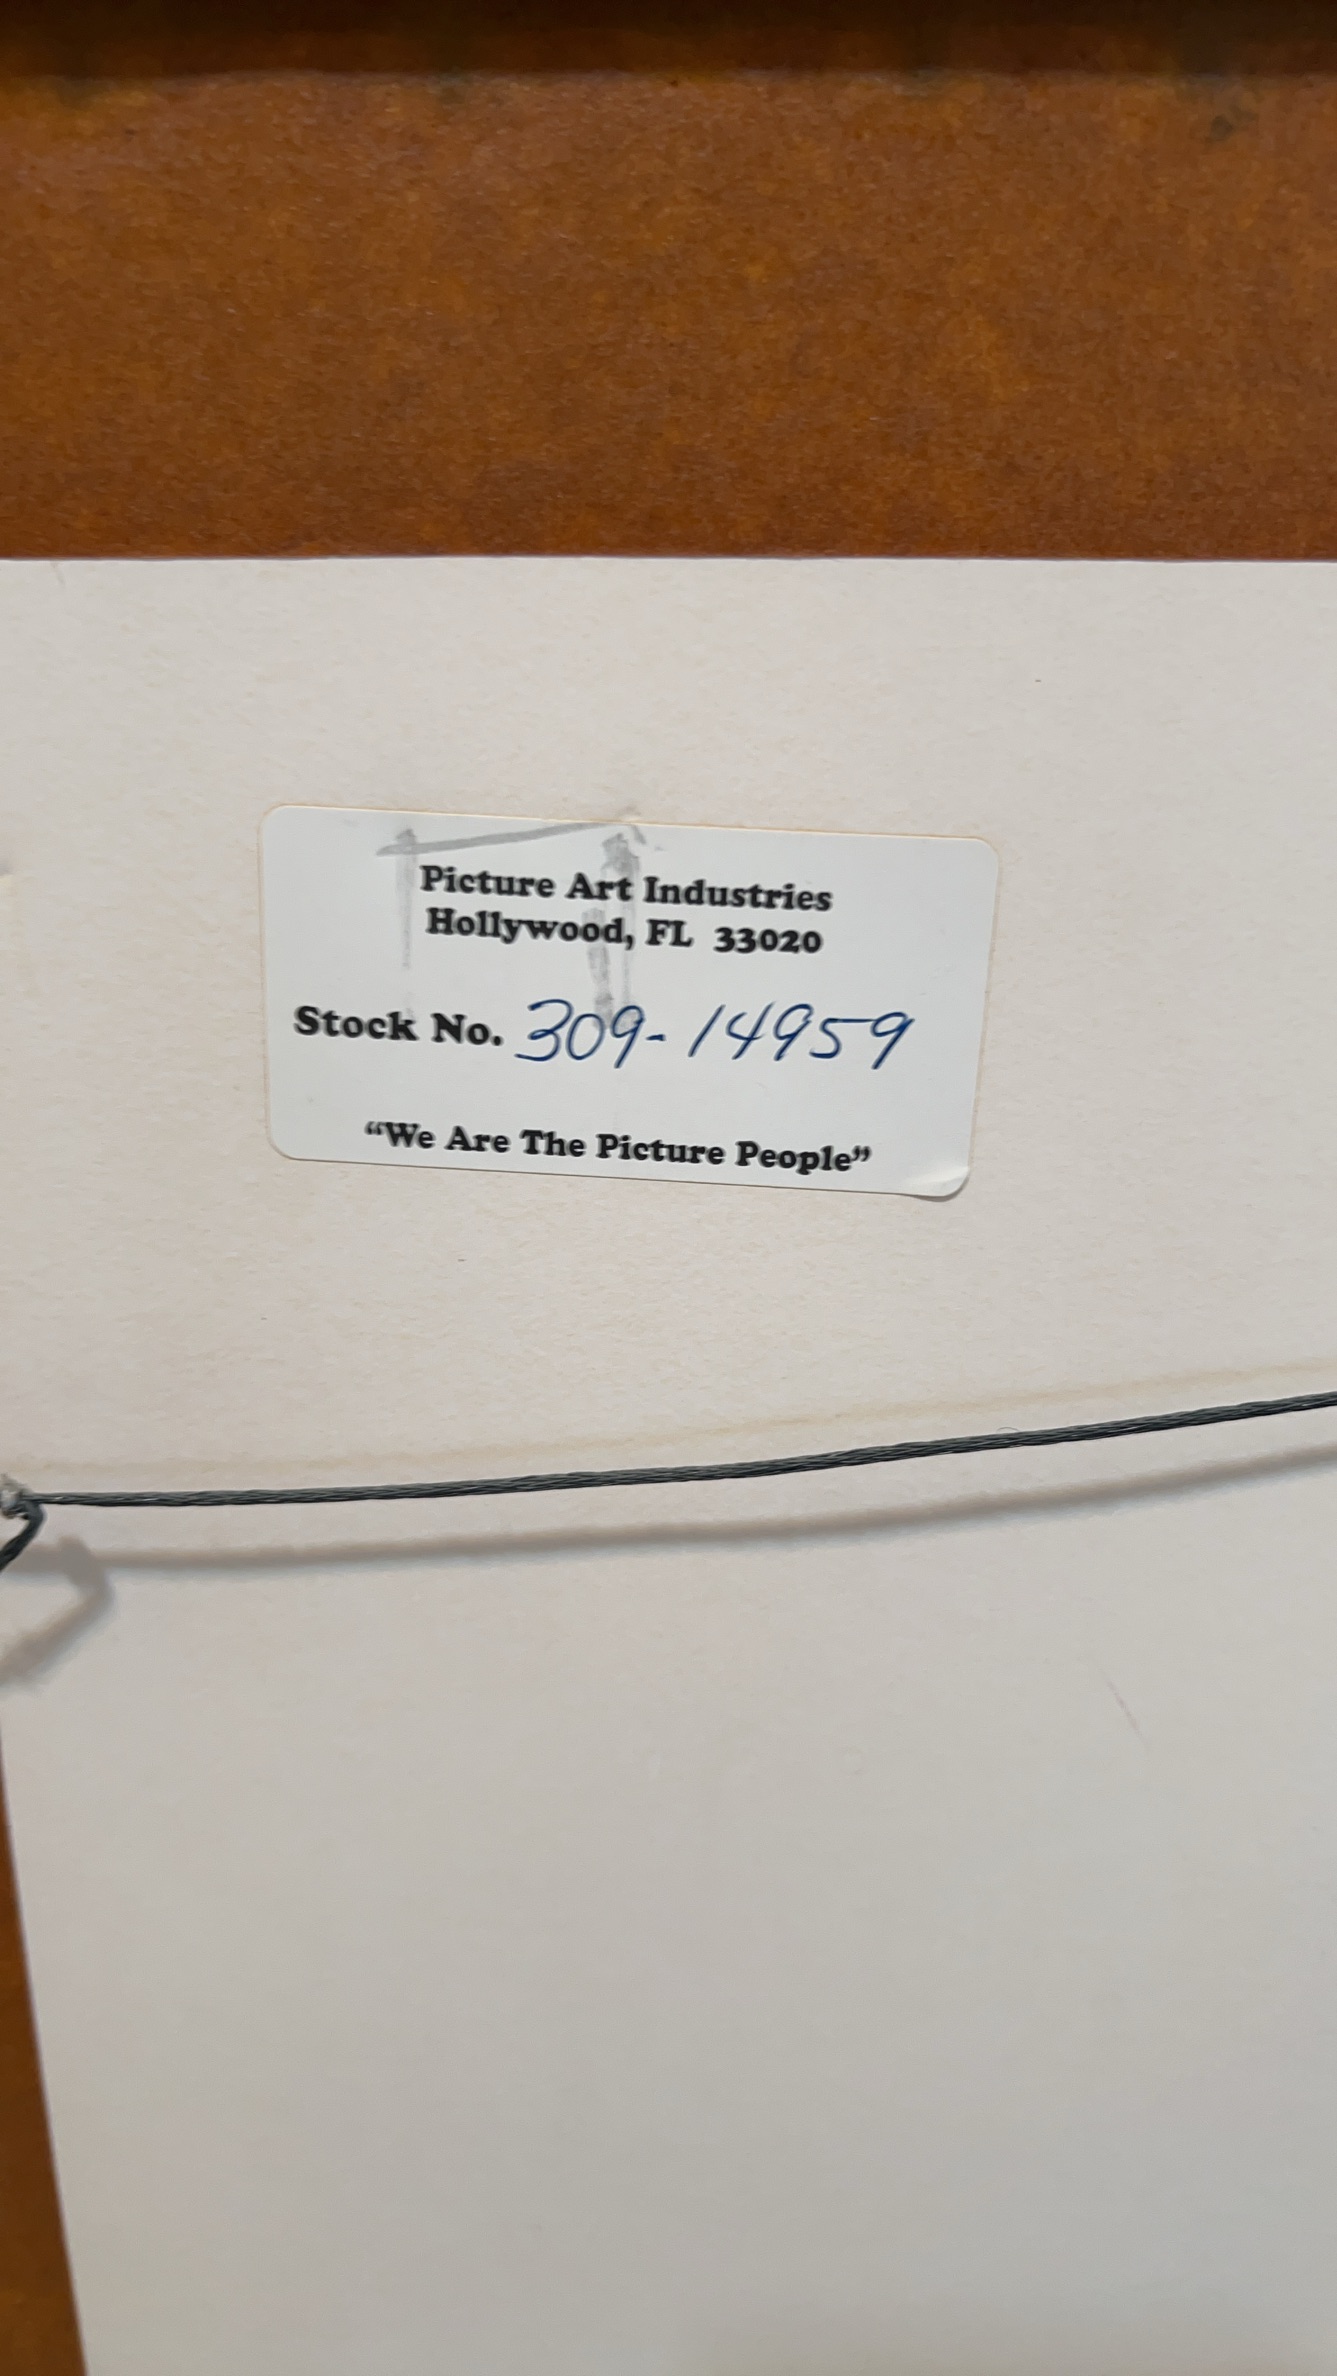 Picture Art Industries
Hollywood, FL 33020
Stock No. 309-14959
“We Are The Picture People”